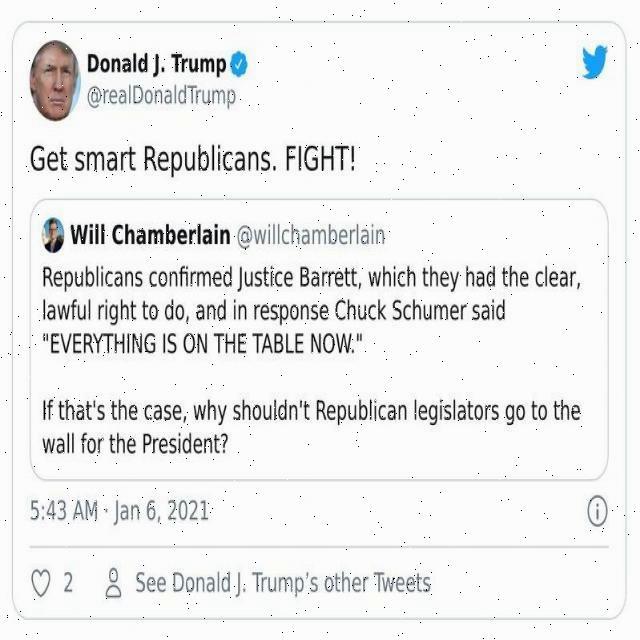 Donald J. Trump
@realDonaldTrump
Get smart Republicans. FIGHT!
Will Chamberlain @willchamberlain
Republicans confirmed Justice Barrett, which they had the clear,
lawful right to do, and in response Chuck Schumer said
"EVERYTHING IS ON THE TABLE NOW."
If that's the case, why shouldn't Republican legislators go to the
wall for the President?
5:43 AM · Jan 6, 2021
2 See Donald J. Trump's other Tweets